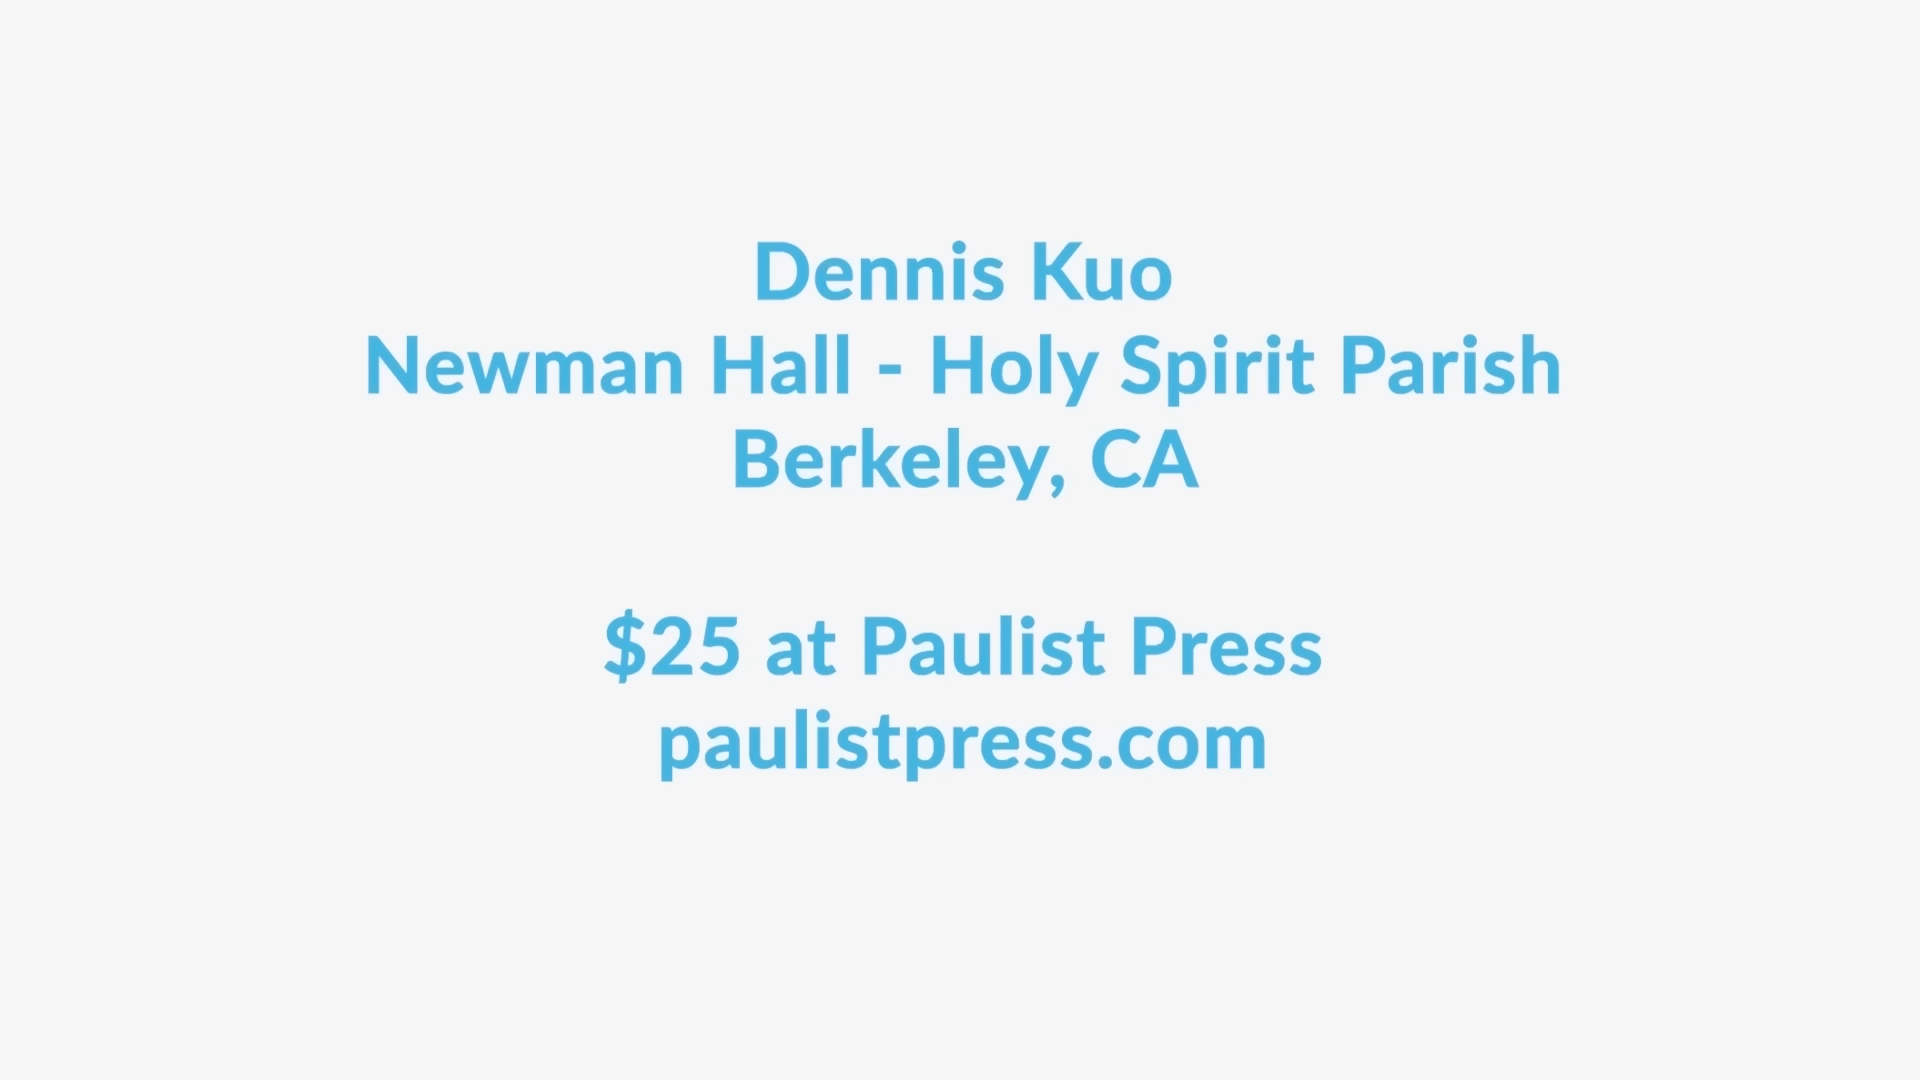 Dennis Kuo
Newman Hall - Holy Spirit Parish
Berkeley, CA
$25 at Paulist Press
paulistpress.com